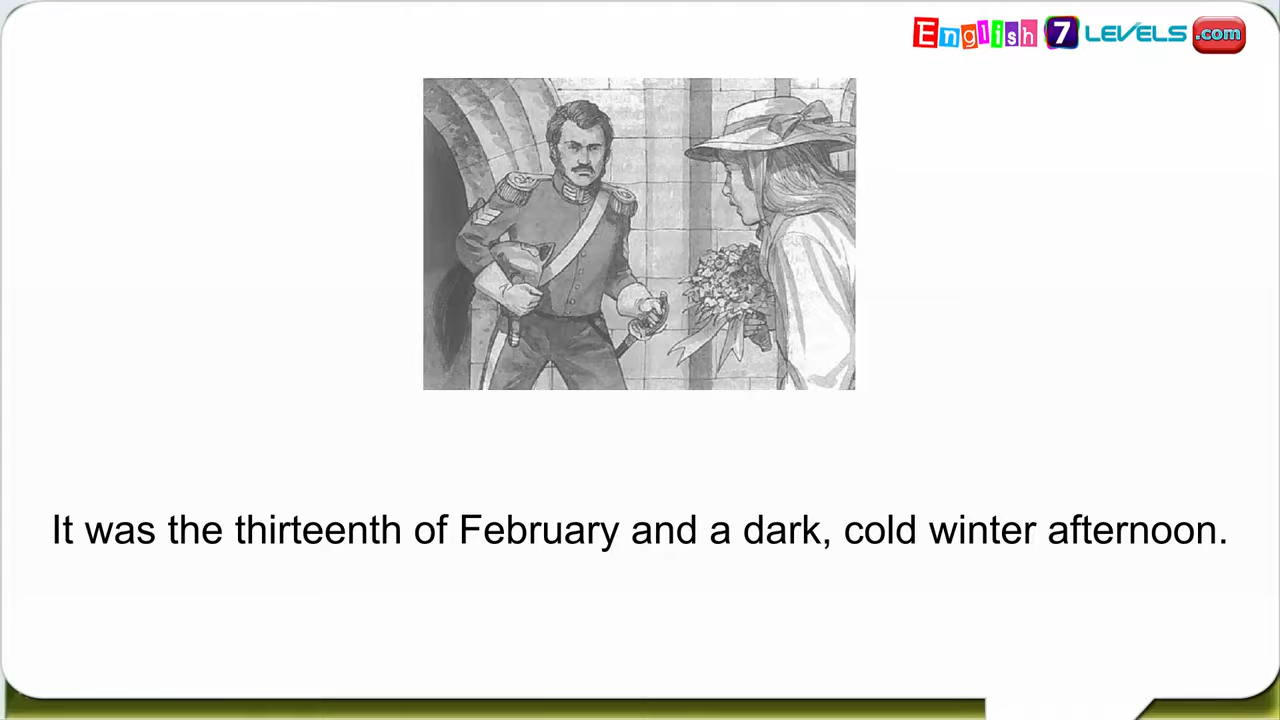 English 7 LEVELS .com
It was the thirteenth of February and a dark, cold winter afternoon.